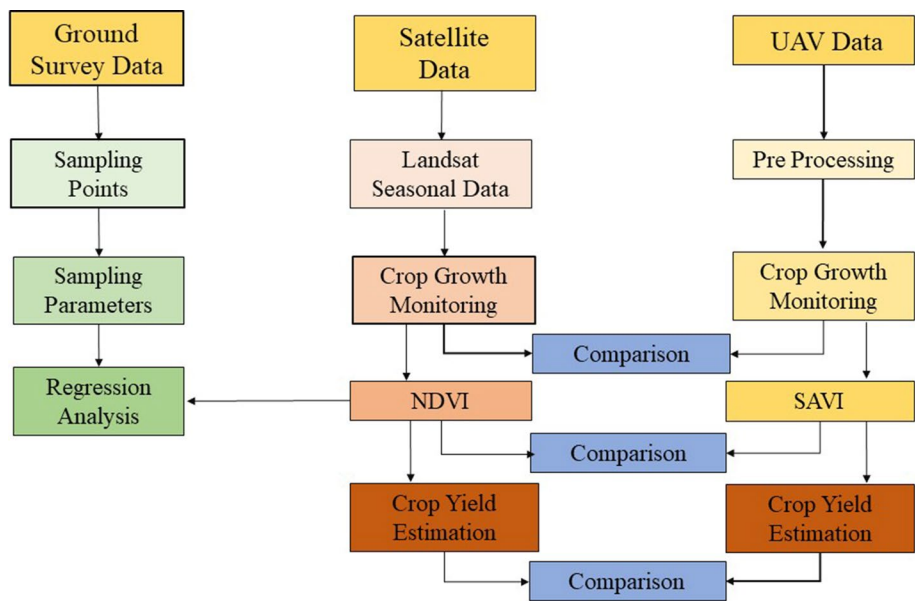 Ground
Survey Data
Satellite
Data
UAV Data
Sampling
Points
Landsat
Seasonal Data
Pre Processing
Sampling
Parameters
Crop Growth
Monitoring
Crop Growth
Monitoring
Comparison
Regression
Analysis
NDVI
SAVI
Comparison
Crop Yield
Estimation
Crop Yield
Estimation
Comparison